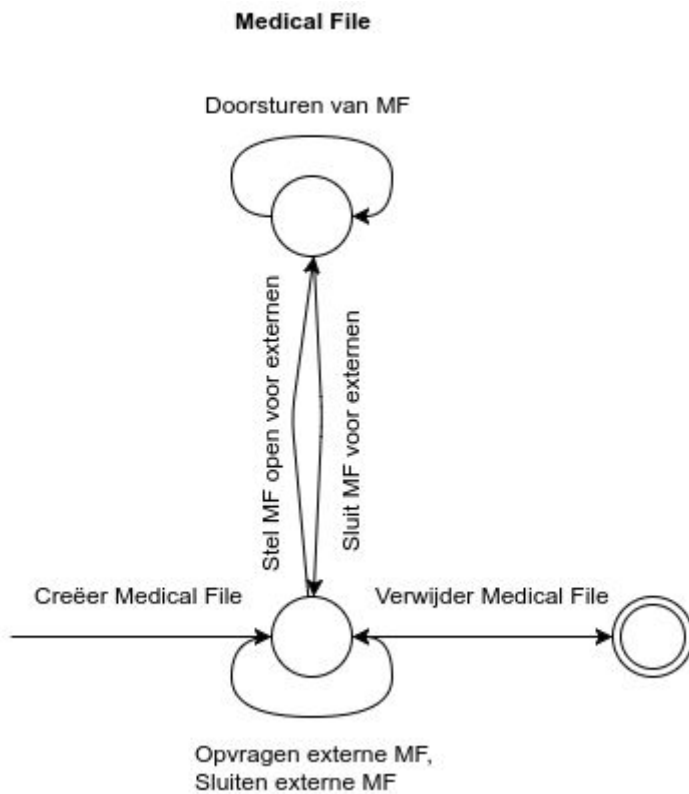 Medical File
Doorsturen van MF
Stel MF open voor externen
Sluit MF voor externen
Creëer Medical File
Verwijder Medical File
Opvragen externe MF,
Sluiten externe MF